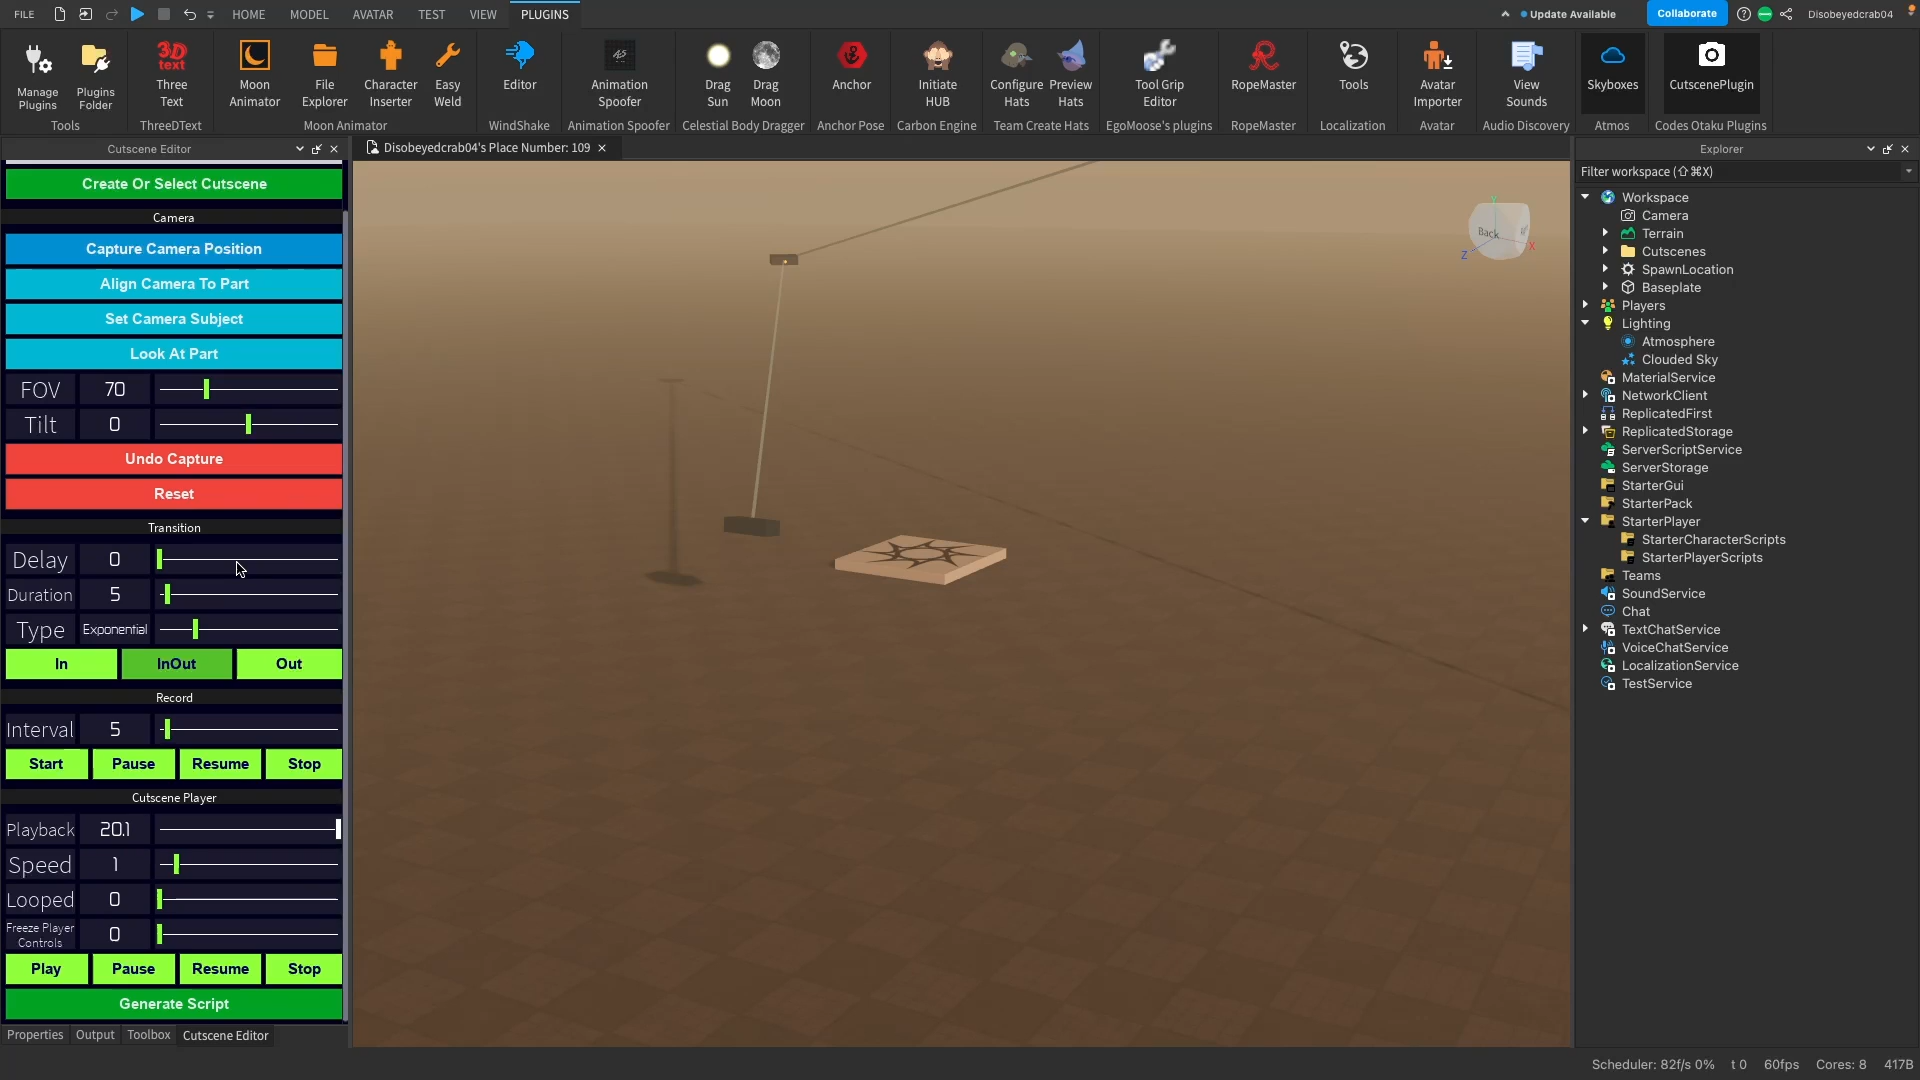 FILE
HOME
MODEL
AVATAR
TEST
VIEW
PLUGINS
Update Available
Collaborate
Disobeyedcrab04
Manage Plugins
Plugins Folder
Tools
3D text
Three Text
ThreeDText
Moon Animator
File Explorer
Character Inserter
Easy Weld
Moon Animator
Editor
WindShake
Animation Spoofer
Animation Spoofer
Drag Sun
Drag Moon
Celestial Body Dragger
Anchor
Anchor Pose
Initiate HUB
Carbon Engine
Configure Hats
Preview Hats
Team Create Hats
Tool Grip Editor
EgoMoose's plugins
RopeMaster
RopeMaster
Tools
Localization
Avatar Importer
Avatar
View Sounds
Audio Discovery
Skyboxes
Atmos
CutscenePlugin
Codes Otaku Plugins
Cutscene Editor
Disobeyedcrab04's Place Number: 109
Explorer
Create Or Select Cutscene
Camera
Capture Camera Position
Align Camera To Part
Set Camera Subject
Look At Part
FOV 70
Tilt 0
Undo Capture
Reset
Transition
Delay 0
Duration 5
Type Exponential
In InOut Out
Record
Interval 5
Start Pause Resume Stop
Cutscene Player
Playback 20.1
Speed 1
Looped 0
Freeze Player Controls 0
Play Pause Resume Stop
Generate Script
Properties Output Toolbox Cutscene Editor
Y
Back
Z
X
Filter workspace (⇧⌘X)
Workspace
Camera
Terrain
Cutscenes
SpawnLocation
Baseplate
Players
Lighting
Atmosphere
Clouded Sky
MaterialService
NetworkClient
ReplicatedFirst
ReplicatedStorage
ServerScriptService
ServerStorage
StarterGui
StarterPack
StarterPlayer
StarterCharacterScripts
StarterPlayerScripts
Teams
SoundService
Chat
TextChatService
VoiceChatService
LocalizationService
TestService
Scheduler: 82f/s 0% t 0 60fps Cores: 8 417B